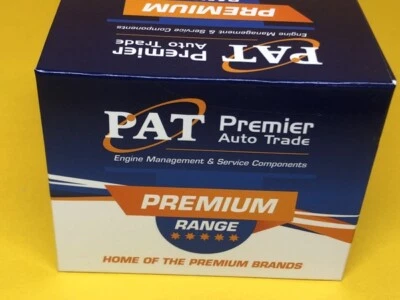 RANGE
PREMIUM
Engine Management & Service Components
PAT Premier
Auto Trade
PAT Premier
Auto Trade
Engine Management & Service Components
PREMIUM
RANGE
HOME OF THE PREMIUM BRANDS